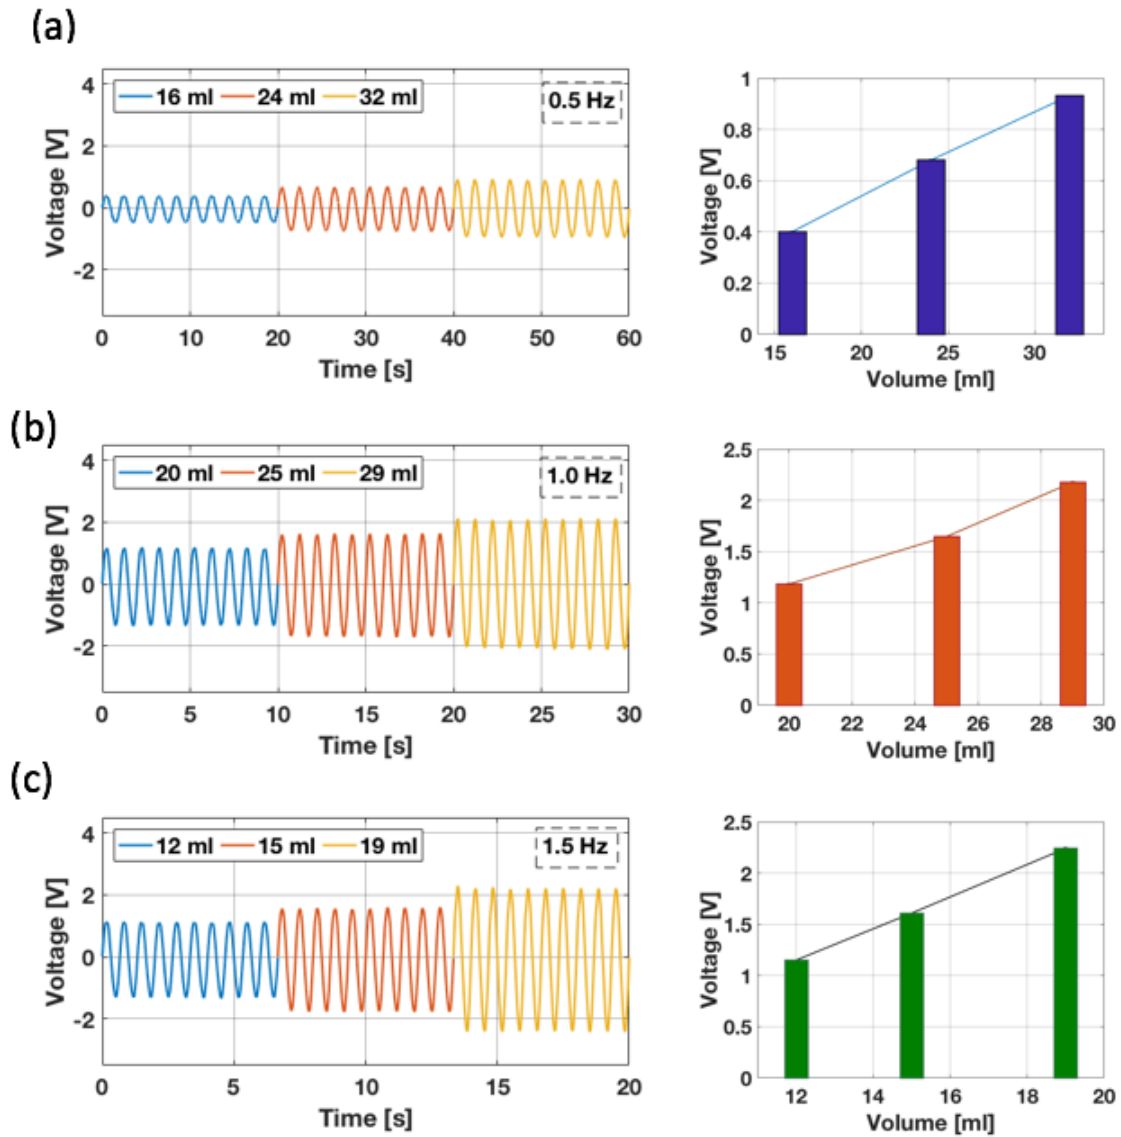 (a)
16 ml 24 ml 32 ml
0.5 Hz
4
2
0
-2
Voltage [V]
0 10 20 30 40 50 60
Time [s]
1
0.8
0.6
0.4
0.2
0
Voltage [V]
15 20 25 30
Volume [ml]
(b)
20 ml 25 ml 29 ml
1.0 Hz
4
2
0
-2
Voltage [V]
0 5 10 15 20 25 30
Time [s]
2.5
2
1.5
1
0.5
0
Voltage [V]
20 22 24 26 28 30
Volume [ml]
(c)
12 ml 15 ml 19 ml
1.5 Hz
4
2
0
-2
Voltage [V]
0 5 10 15 20
Time [s]
2.5
2
1.5
1
0.5
0
Voltage [V]
12 14 16 18 20
Volume [ml]